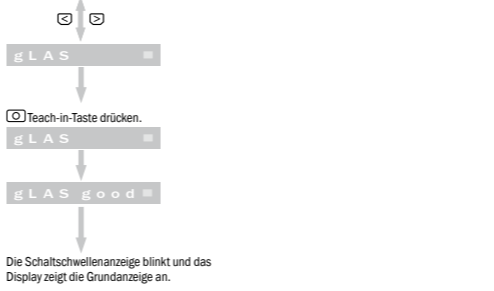 < >
gLAS
Teach-in-Taste drücken.
gLAS
gLAS good
Die Schaltschwellenanzeige blinkt und das
Display zeigt die Grundanzeige an.